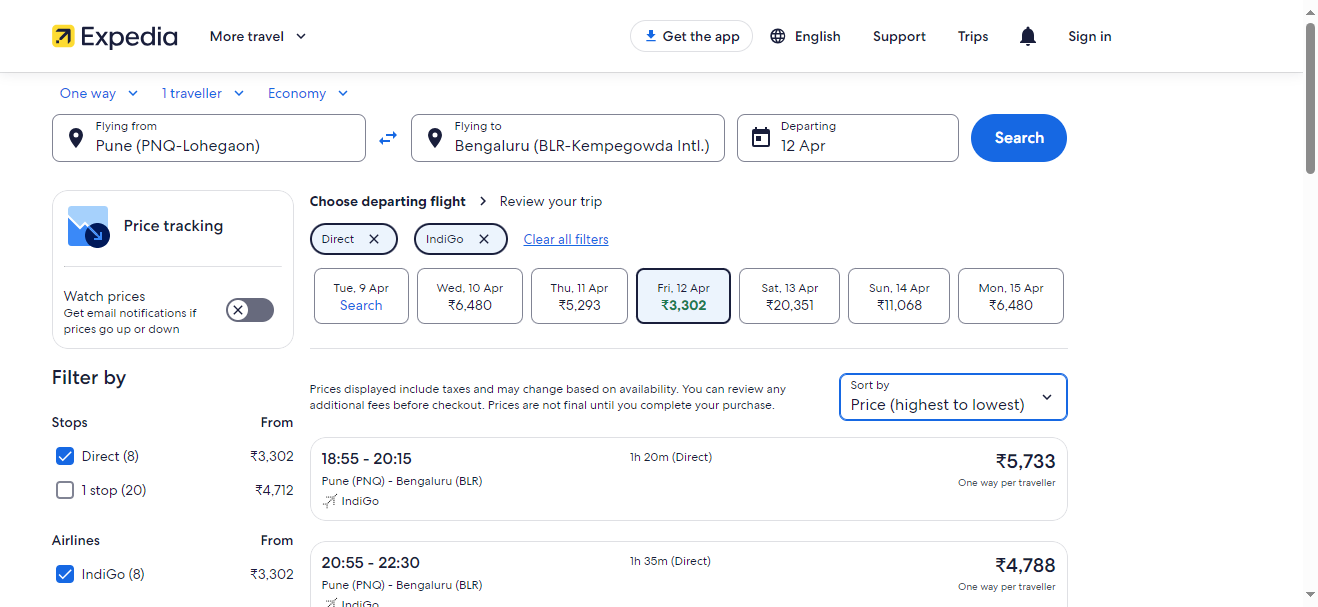 Expedia
More travel
Get the app
English
Support
Trips
Sign in
One way
1 traveller
Economy
Flying from
Pune (PNQ-Lohegaon)
Flying to
Bengaluru (BLR-Kempegowda Intl.)
Departing
12 Apr
Search
Price tracking
Watch prices
Get email notifications if
prices go up or down
Choose departing flight
Review your trip
Direct
IndiGo
Clear all filters
Tue, 9 Apr
Search
Wed, 10 Apr
₹6,480
Thu, 11 Apr
₹5,293
Fri, 12 Apr
₹3,302
Sat, 13 Apr
₹20,351
Sun, 14 Apr
₹11,068
Mon, 15 Apr
₹6,480
Filter by
Stops From
Direct (8) ₹3,302
1 stop (20) ₹4,712
Airlines From
IndiGo (8) ₹3,302
Prices displayed include taxes and may change based on availability. You can review any
additional fees before checkout. Prices are not final until you complete your purchase.
Sort by
Price (highest to lowest)
18:55 - 20:15
Pune (PNQ) - Bengaluru (BLR)
IndiGo
1h 20m (Direct)
₹5,733
One way per traveller
20:55 - 22:30
Pune (PNQ) - Bengaluru (BLR)
IndiGo
1h 35m (Direct)
₹4,788
One way per traveller